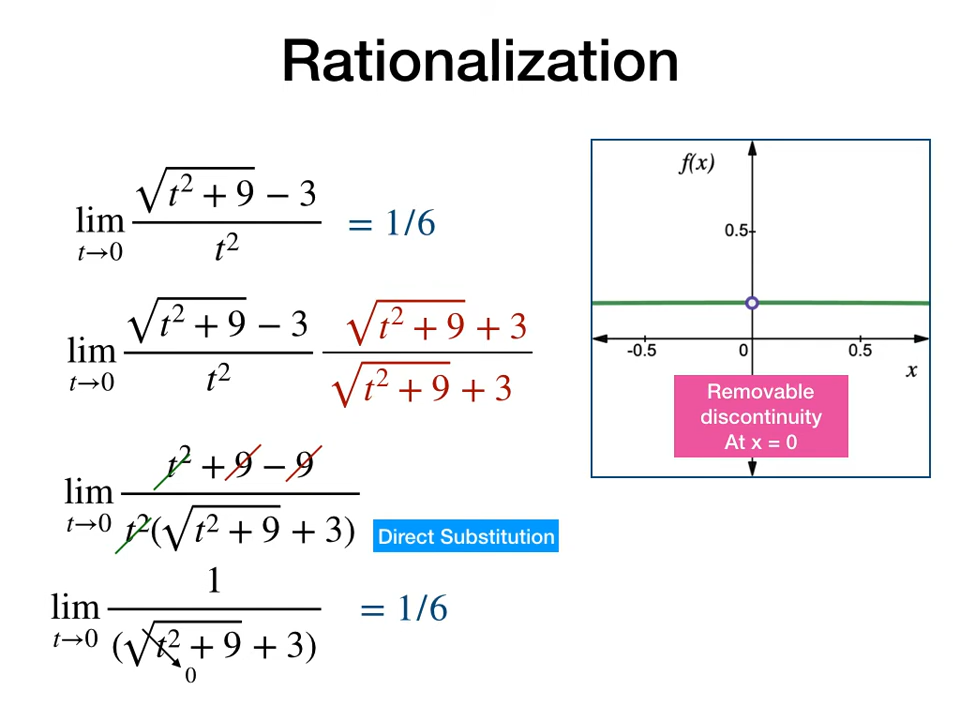 Rationalization
lim t→0 (√(t² + 9) − 3) / t² = 1/6
lim t→0 (√(t² + 9) − 3) / t² (√(t² + 9) + 3) / (√(t² + 9) + 3)
lim t→0 (t² + 9 − 9) / (t²(√(t² + 9) + 3))
Direct Substitution
lim t→0 1 / (√(t² + 9) + 3) = 1/6
0
f(x)
0.5
-0.5 0 0.5
x
Removable
discontinuity
At x = 0